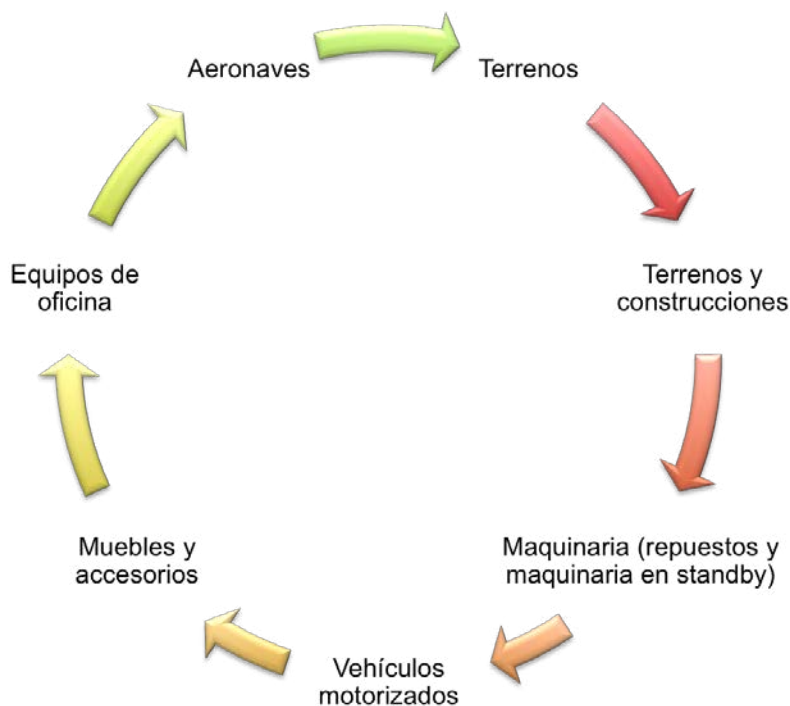 Aeronaves
Terrenos
Terrenos y
construcciones
Maquinaria (repuestos y
maquinaria en standby)
Vehículos
motorizados
Muebles y
accesorios
Equipos de
oficina